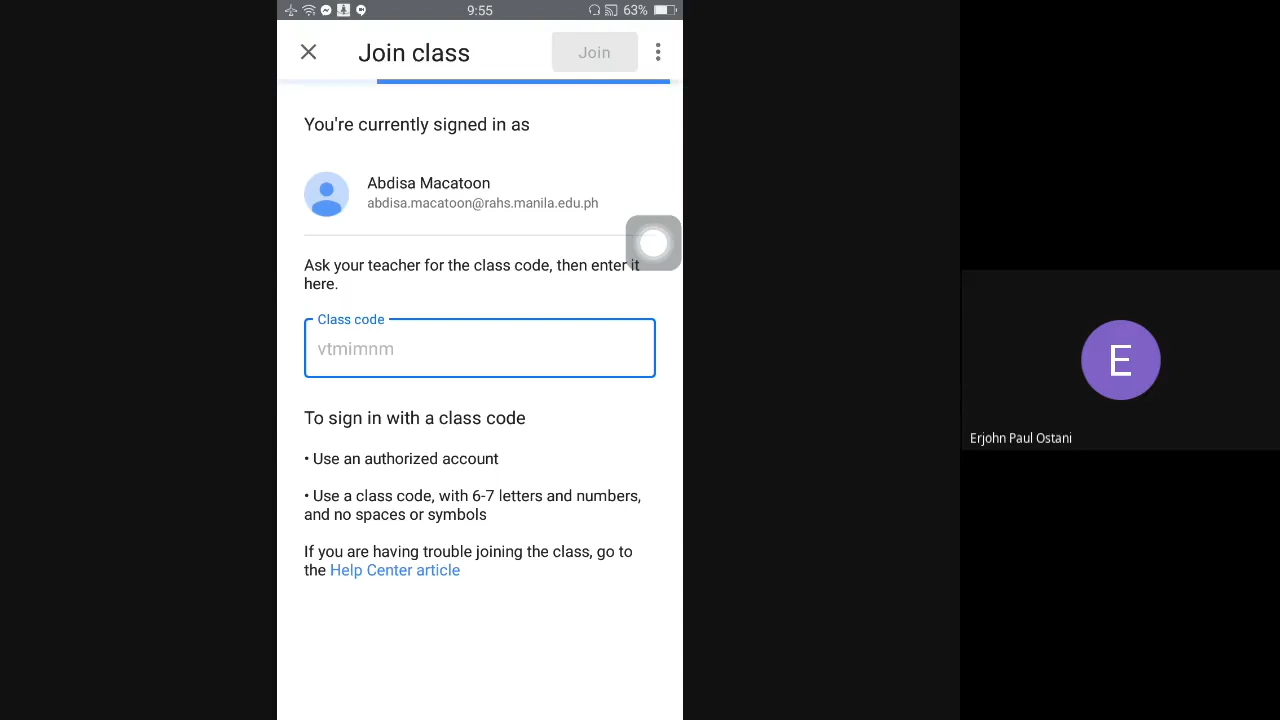 9:55
63%
Join class
Join
You're currently signed in as
Abdisa Macatoon
abdisa.macatoon@rahs.manila.edu.ph
Ask your teacher for the class code, then enter it
here.
Class code
vtmimnm
To sign in with a class code
• Use an authorized account
• Use a class code, with 6-7 letters and numbers,
and no spaces or symbols
If you are having trouble joining the class, go to
the Help Center article
E
Erjohn Paul Ostani